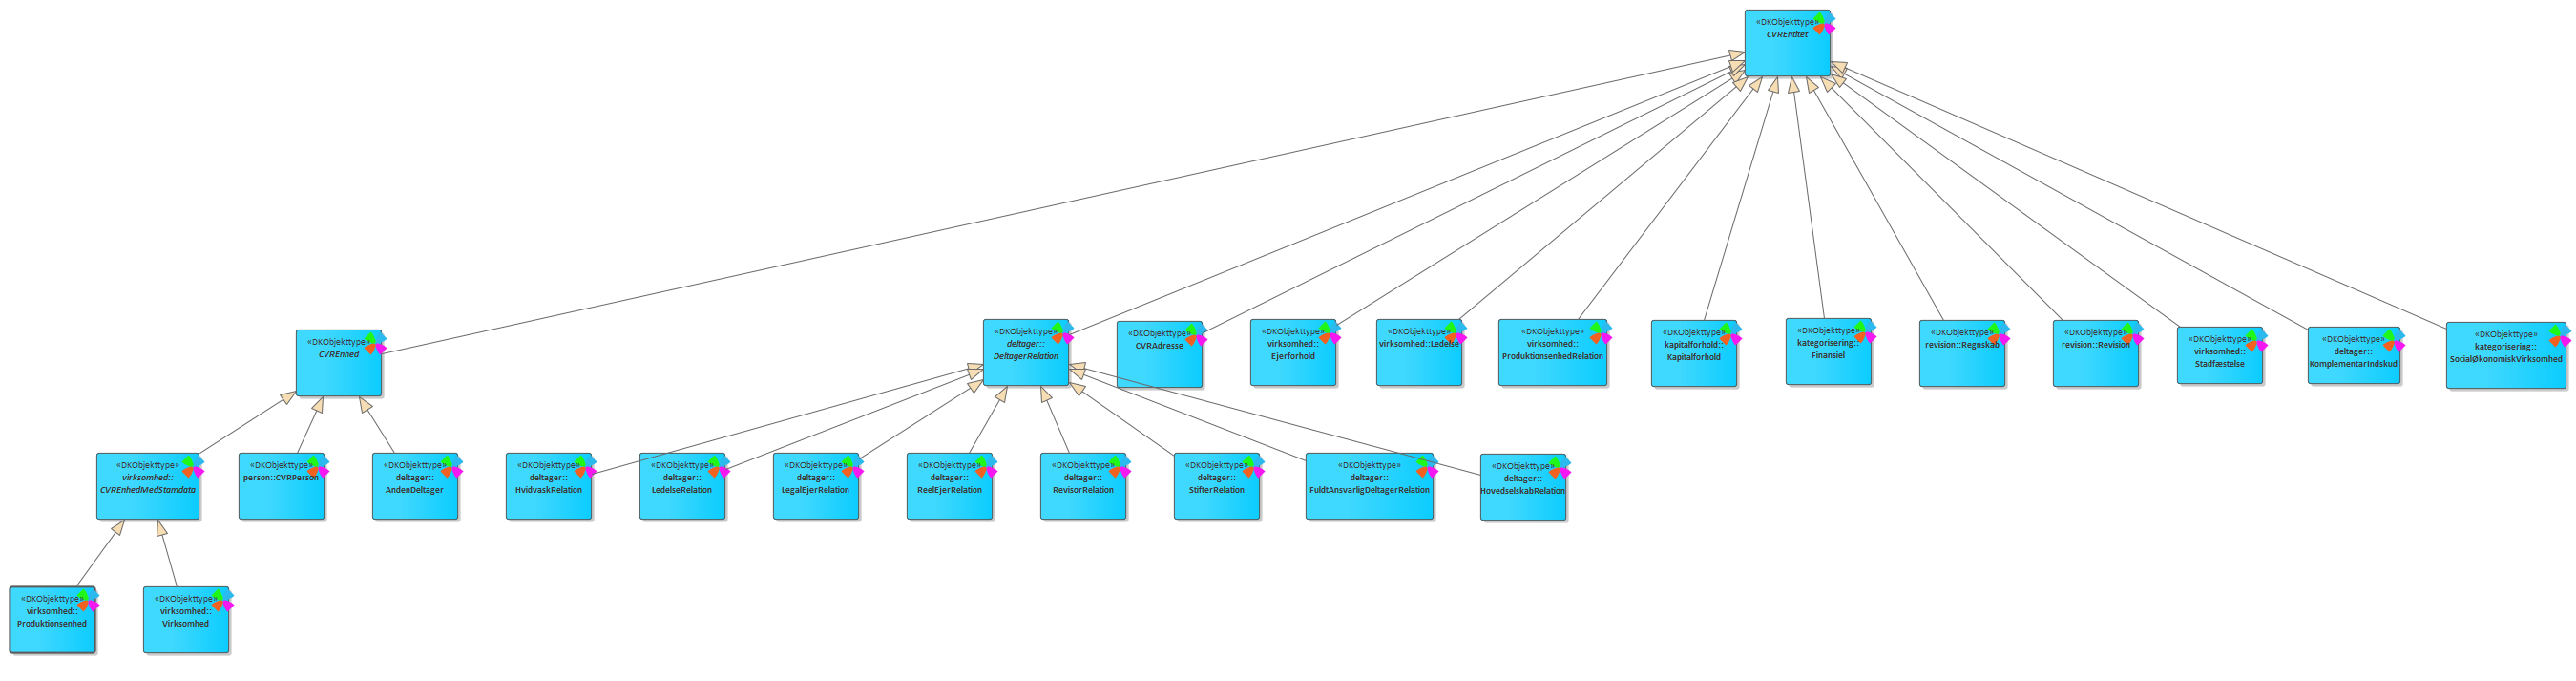 «DKObjekttype»
CVREntitet
«DKObjekttype»
CVREnhed
«DKObjekttype»
deltager::
DeltagerRelation
«DKObjekttype»
CVRAdresse
«DKObjekttype»
virksomhed::
Ejerforhold
«DKObjekttype»
virksomhed::Ledelse
«DKObjekttype»
virksomhed::
ProduktionsenhedRelation
«DKObjekttype»
kapitalforhold::
Kapitalforhold
«DKObjekttype»
kategorisering::
Finansiel
«DKObjekttype»
revision::Regnskab
«DKObjekttype»
revision::Revision
«DKObjekttype»
virksomhed::
Stadfæstelse
«DKObjekttype»
deltager::
KomplementarIndskud
«DKObjekttype»
kategorisering::
SocialØkonomiskVirksomhed
«DKObjekttype»
virksomhed::
CVREnhedMedStamdata
«DKObjekttype»
person::CVRPerson
«DKObjekttype»
deltager::
AndenDeltager
«DKObjekttype»
deltager::
HvidvaskRelation
«DKObjekttype»
deltager::
LedelseRelation
«DKObjekttype»
deltager::
LegalEjerRelation
«DKObjekttype»
deltager::
ReelEjerRelation
«DKObjekttype»
deltager::
RevisorRelation
«DKObjekttype»
deltager::
StifterRelation
«DKObjekttype»
deltager::
FuldtAnsvarligDeltagerRelation
«DKObjekttype»
deltager::
HovedselskabRelation
«DKObjekttype»
virksomhed::
Produktionsenhed
«DKObjekttype»
virksomhed::
Virksomhed